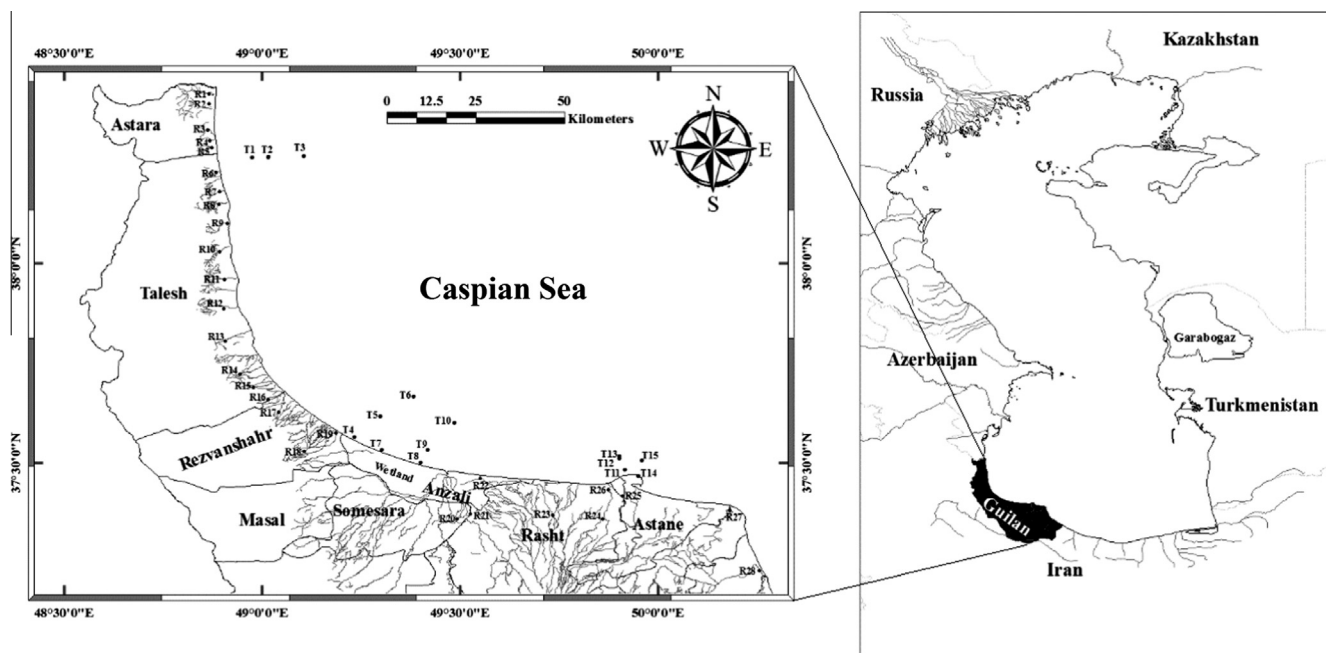 48°30'0"E
49°0'0"E
49°30'0"E
50°0'0"E
38°0'0"N
37°30'0"N
38°0'0"N
37°30'0"N
48°30'0"E
49°0'0"E
49°30'0"E
50°0'0"E
0 12.5 25 50
Kilometers
N
W E
S
Astara
Talesh
Rezvanshahr
Masal
Somesara
Wetland
Anzali
Rasht
Astane
Caspian Sea
R1
R2
R3
R4
R5
R6
R7
R8
R9
R10
R11
R12
R13
R14
R15
R16
R17
R18
R19
R20
R21
R22
R23
R24
R25
R26
R27
R28
T1 T2 T3
T4
T5
T6
T7
T8
T9
T10
T11
T12
T13
T14
T15
Kazakhstan
Russia
Garabogaz
Azerbaijan
Turkmenistan
Guilan
Iran